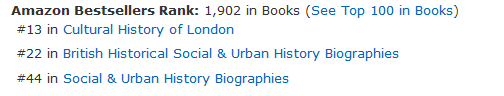 Amazon Bestsellers Rank: 1,902 in Books (See Top 100 in Books)
#13 in Cultural History of London
#22 in British Historical Social & Urban History Biographies
#44 in Social & Urban History Biographies